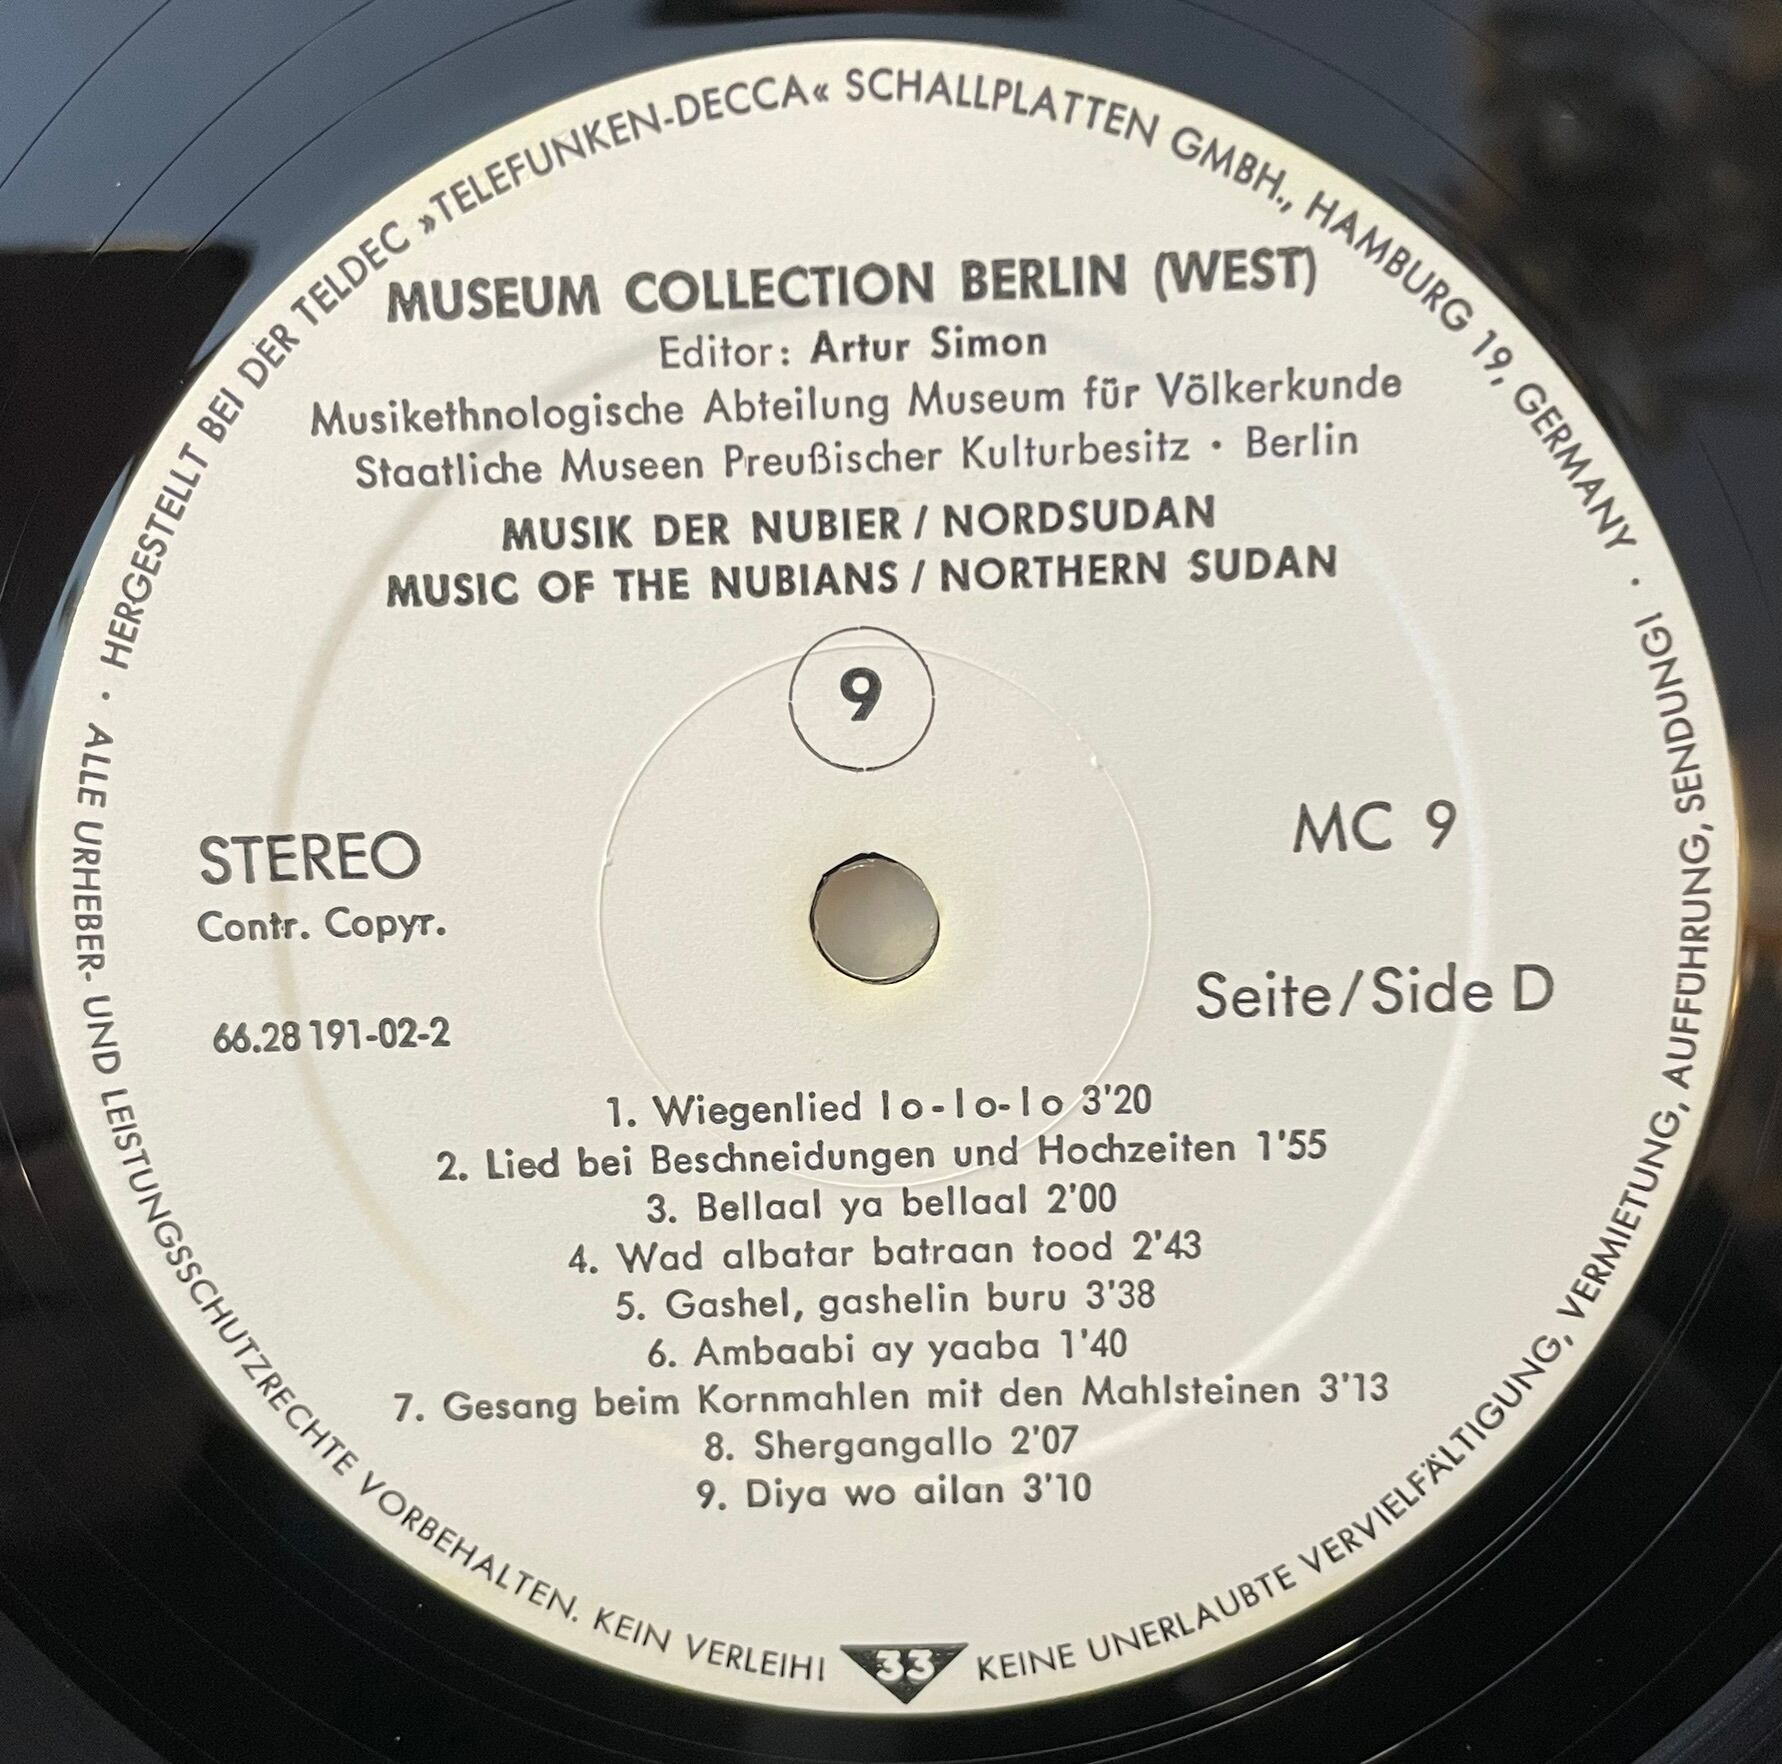 HERGESTELLT BEI DER TELDEC »TELEFUNKEN-DECCA« SCHALLPLATTEN GMBH., HAMBURG 19, GERMANY ·
MUSEUM COLLECTION BERLIN (WEST)
Editor: Artur Simon
Musikethnologische Abteilung Museum für Völkerkunde
Staatliche Museen Preußischer Kulturbesitz · Berlin
MUSIK DER NUBIER / NORDSUDAN
MUSIC OF THE NUBIANS / NORTHERN SUDAN
9
STEREO
Contr. Copyr.
66.28 191-02-2
MC 9
Seite/Side D
1. Wiegenlied lo-lo-lo 3'20
2. Lied bei Beschneidungen und Hochzeiten 1'55
3. Bellaal ya bellaal 2'00
4. Wad albatar batraan tood 2'43
5. Gashel, gashelin buru 3'38
6. Ambaabi ay yaaba 1'40
7. Gesang beim Kornmahlen mit den Mahlsteinen 3'13
8. Shergangallo 2'07
9. Diya wo ailan 3'10
· ALLE URHEBER- UND LEISTUNGSSCHUTZRECHTE VORBEHALTEN. KEIN VERLEIH!
33
KEINE UNERLAUBTE VERVIELFÄLTIGUNG, VERMIETUNG, AUFFÜHRUNG, SENDUNG!